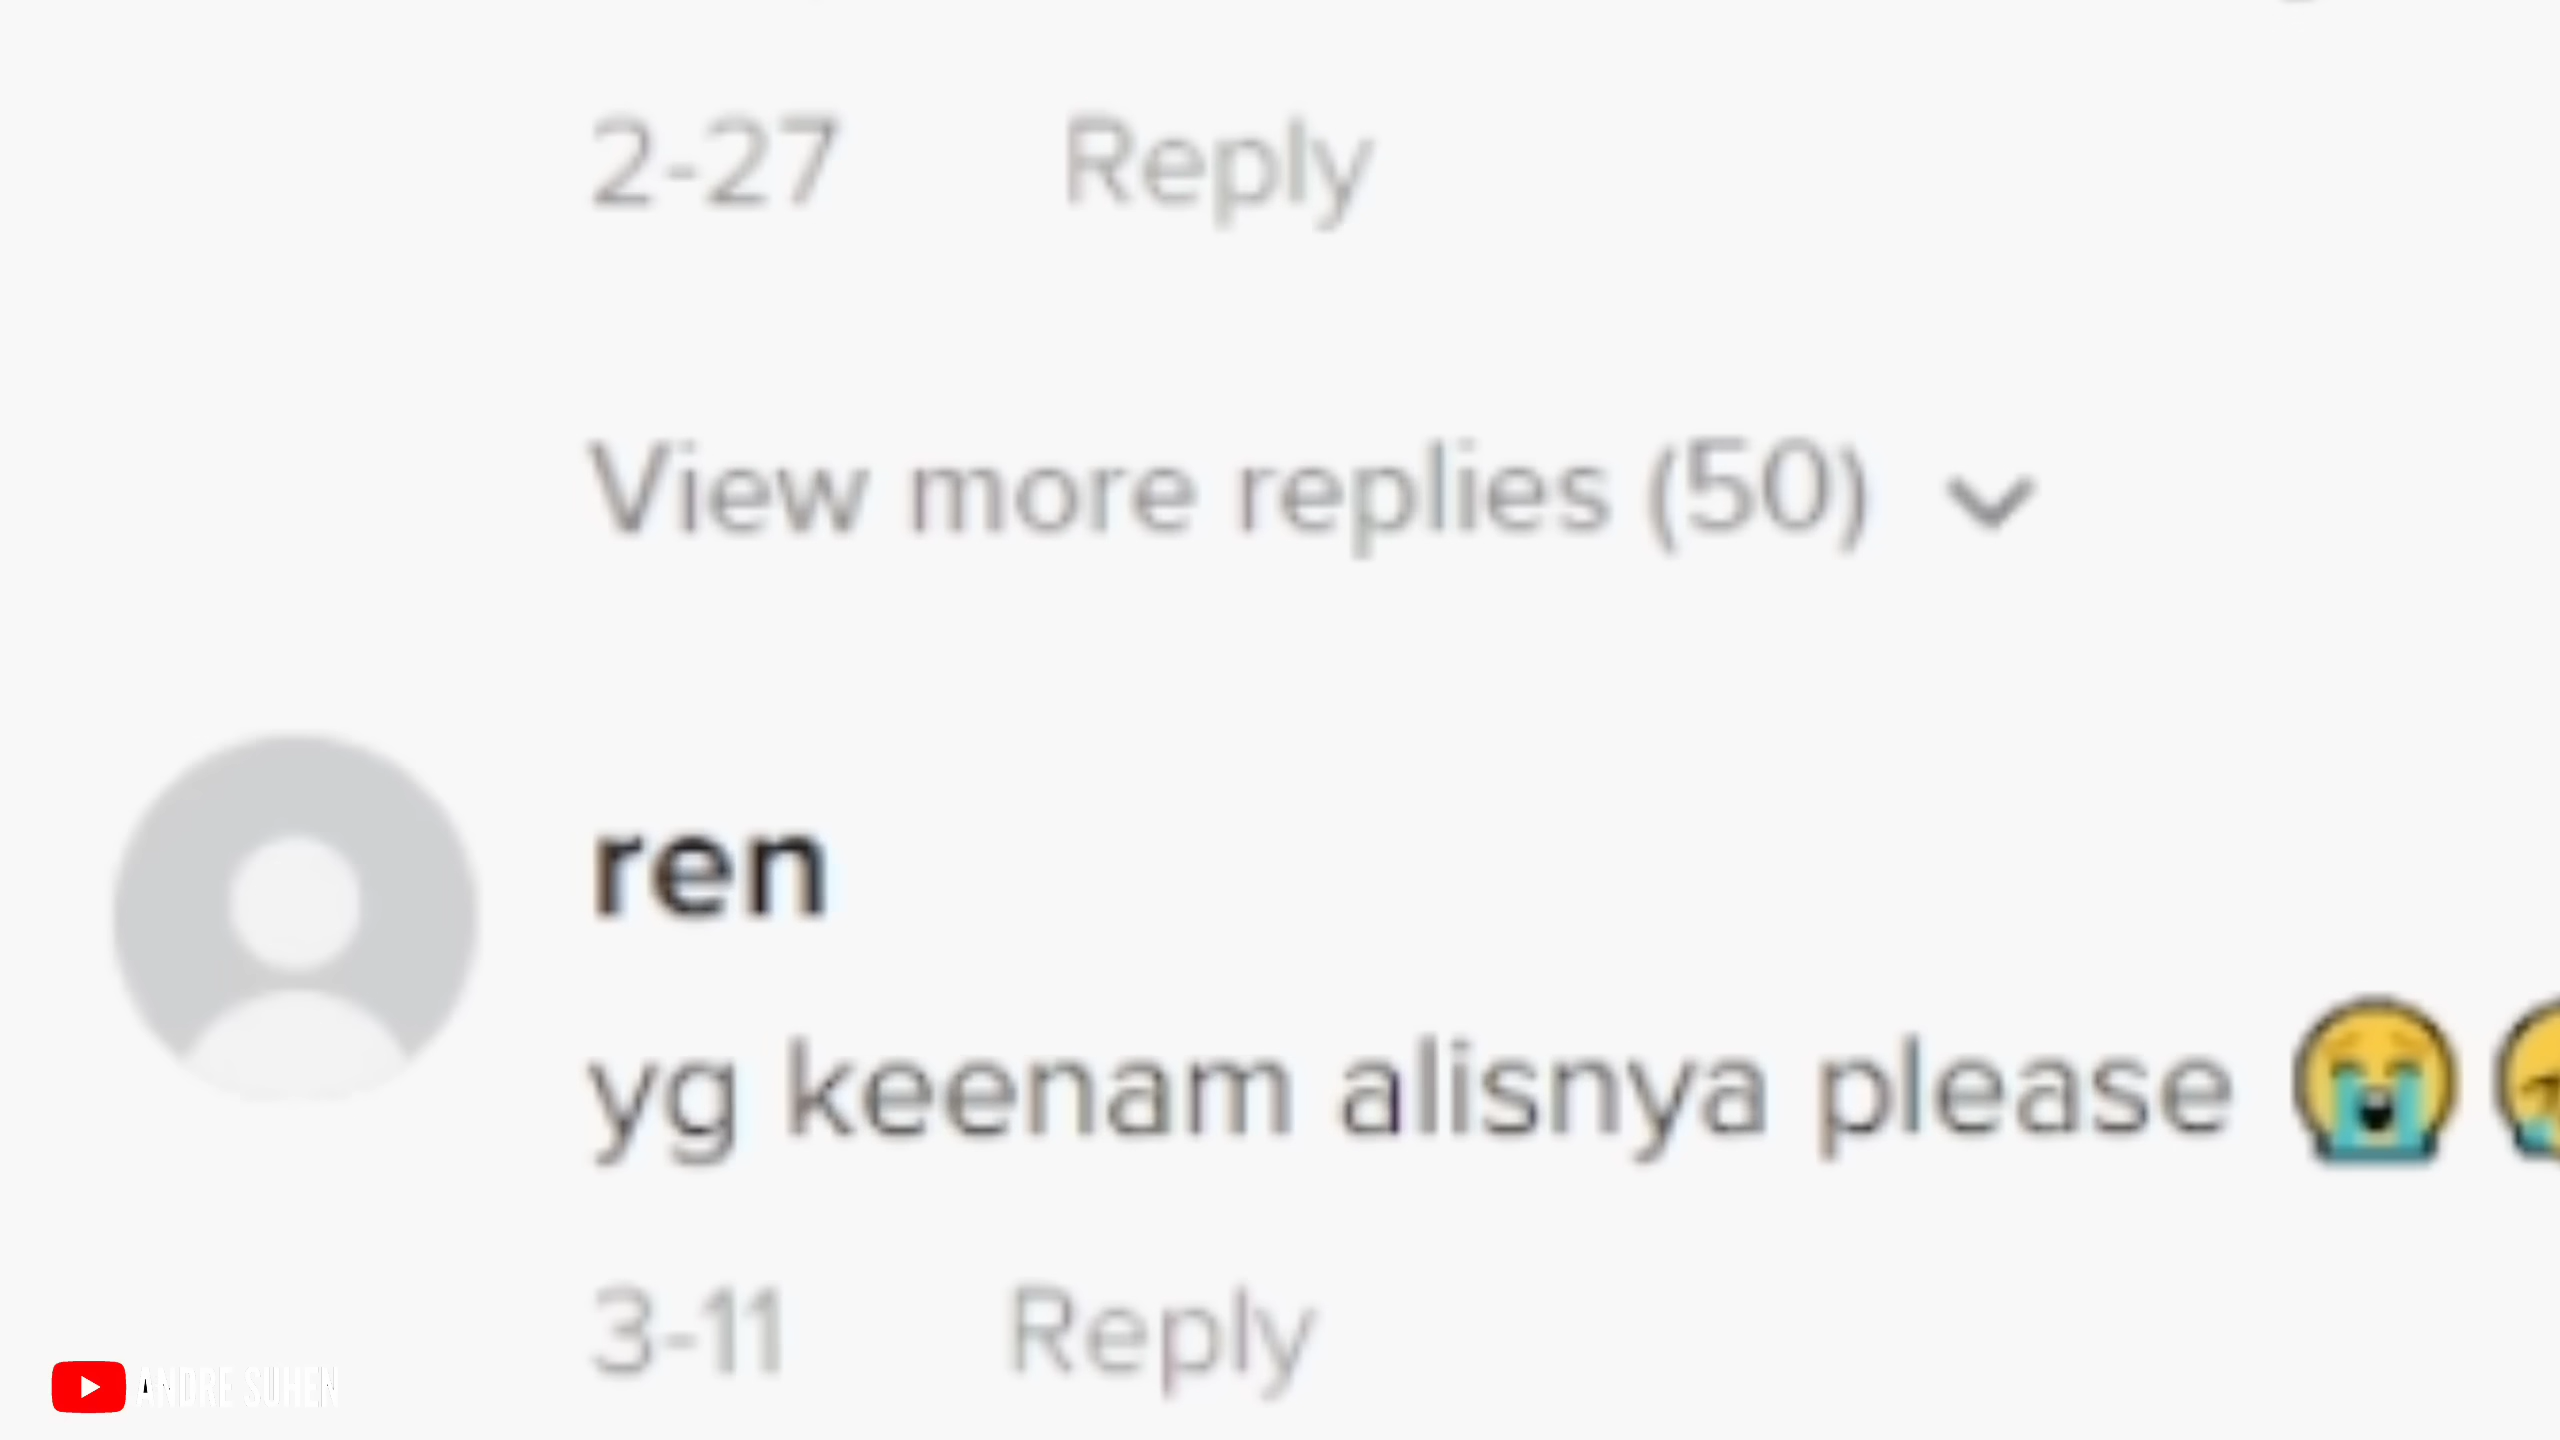 2-27 Reply
View more replies (50)
ren
yg keenam alisnya please 😭
3-11 Reply
ANDRE SUHEN